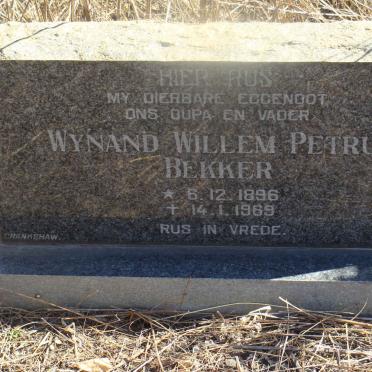 HIER RUS
MY DIERBARE EGGENOOT
ONS OUPA EN VADER
WYNAND WILLEM PETRU
BEKKER
* 6.12.1896
† 14.1.1969
RUS IN VREDE.
CRANKSHAW.